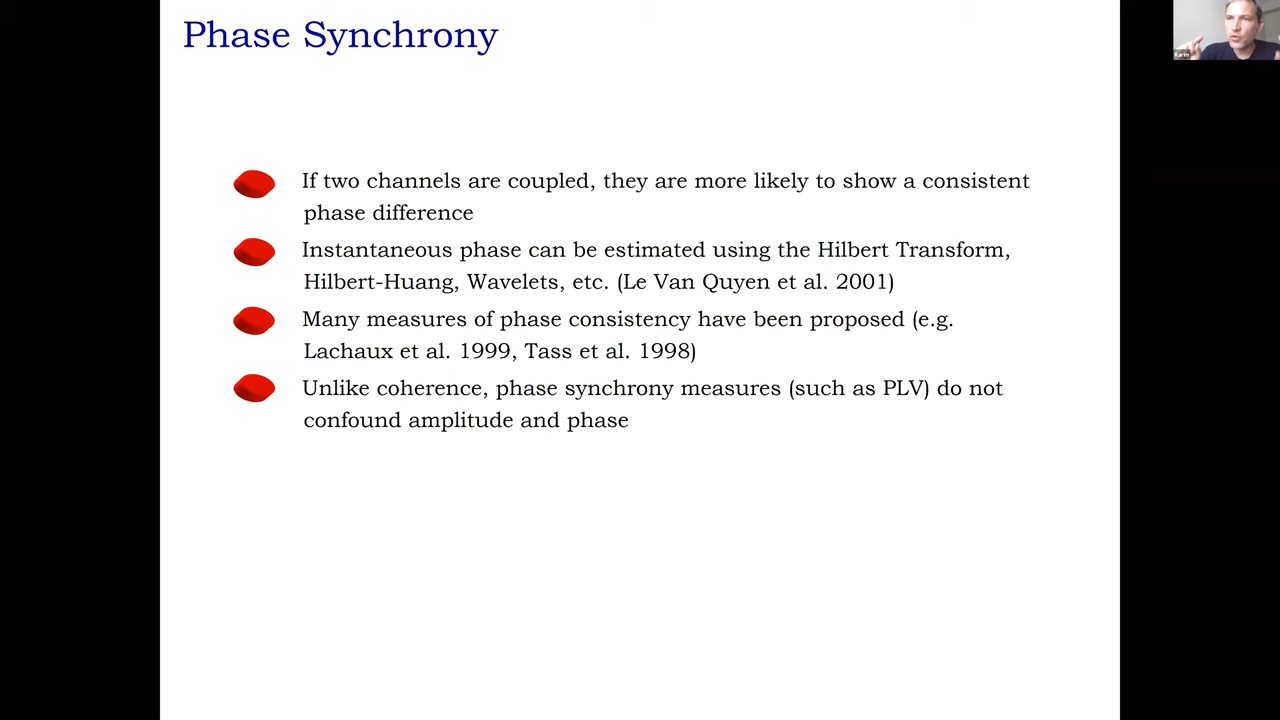 Phase Synchrony
If two channels are coupled, they are more likely to show a consistent
phase difference
Instantaneous phase can be estimated using the Hilbert Transform,
Hilbert-Huang, Wavelets, etc. (Le Van Quyen et al. 2001)
Many measures of phase consistency have been proposed (e.g.
Lachaux et al. 1999, Tass et al. 1998)
Unlike coherence, phase synchrony measures (such as PLV) do not
confound amplitude and phase